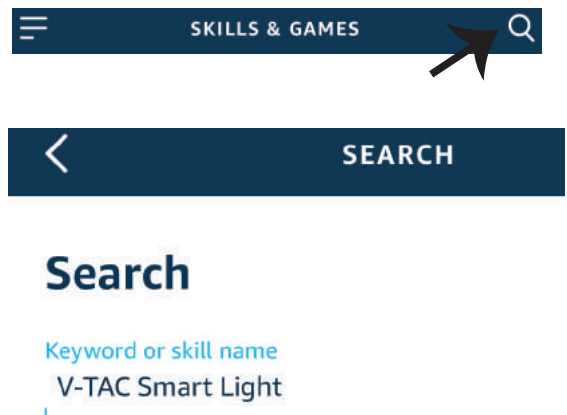 SKILLS & GAMES
SEARCH
Search
Keyword or skill name
V-TAC Smart Light